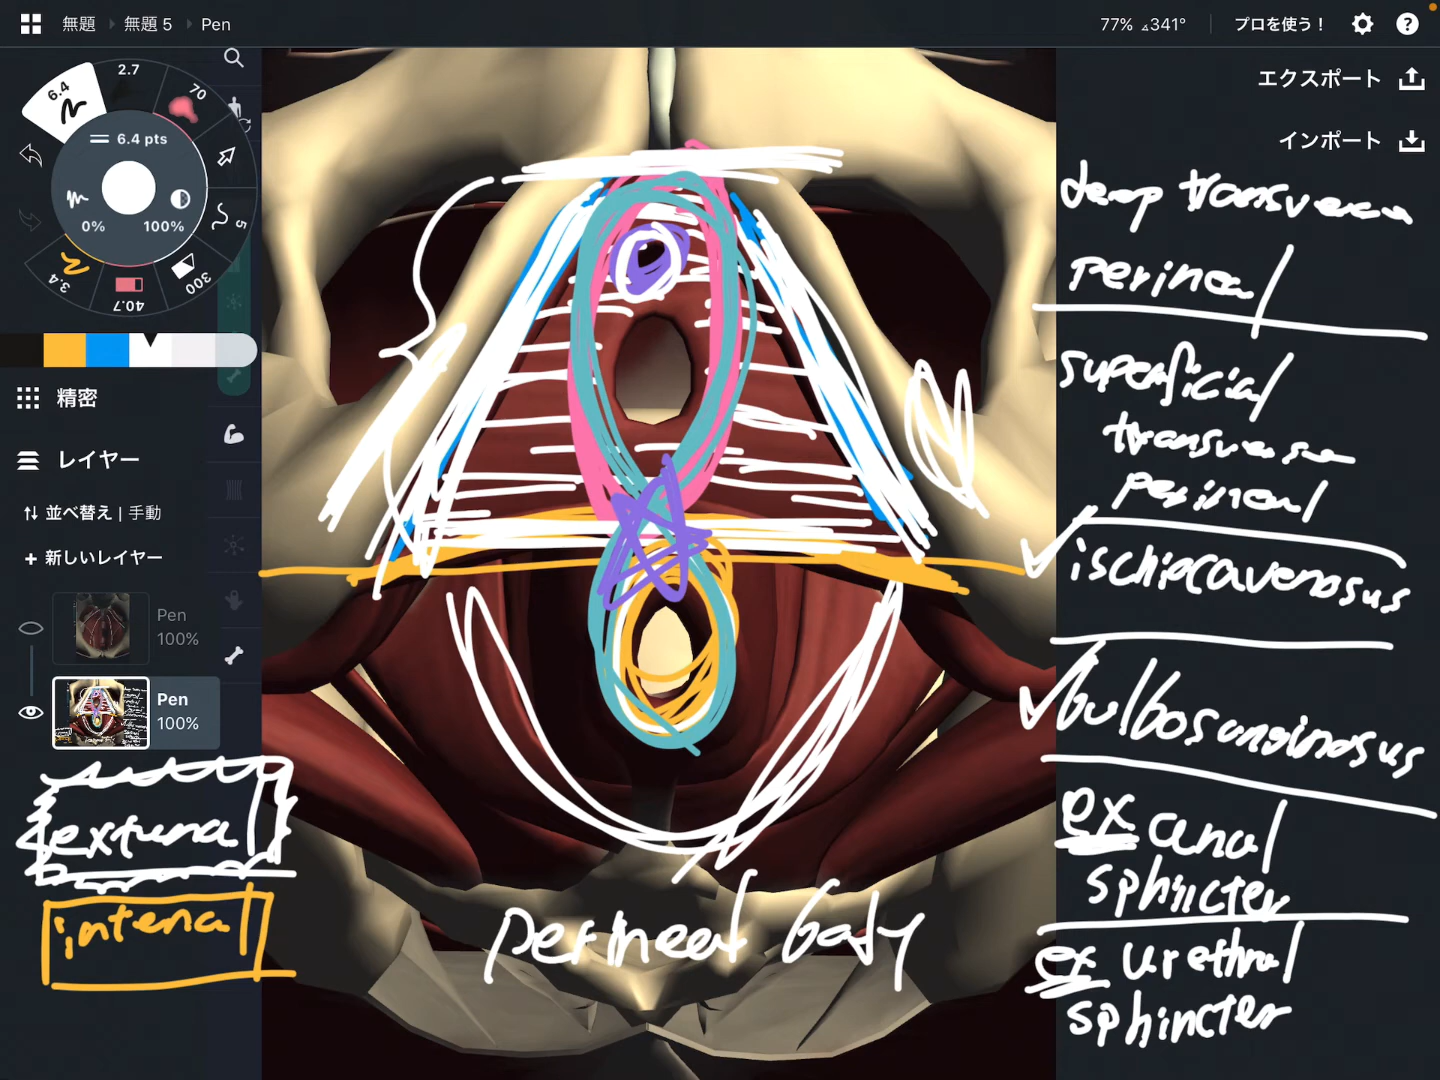 無題 無題 5 Pen
77% ⊿341° プロを使う！
エクスポート
インポート
2.7
6.4
70
6.4 pts
0% 100%
5
300
40.7
3.4
精密
レイヤー
並べ替え | 手動
+ 新しいレイヤー
Pen
100%
Pen
100%
externa
intena
perineal body
deep transverse
perineal
superficial
transverse
perineal
ischiocavernosus
bulbospongiosus
ex anal
sphincter
ex urethral
sphincter